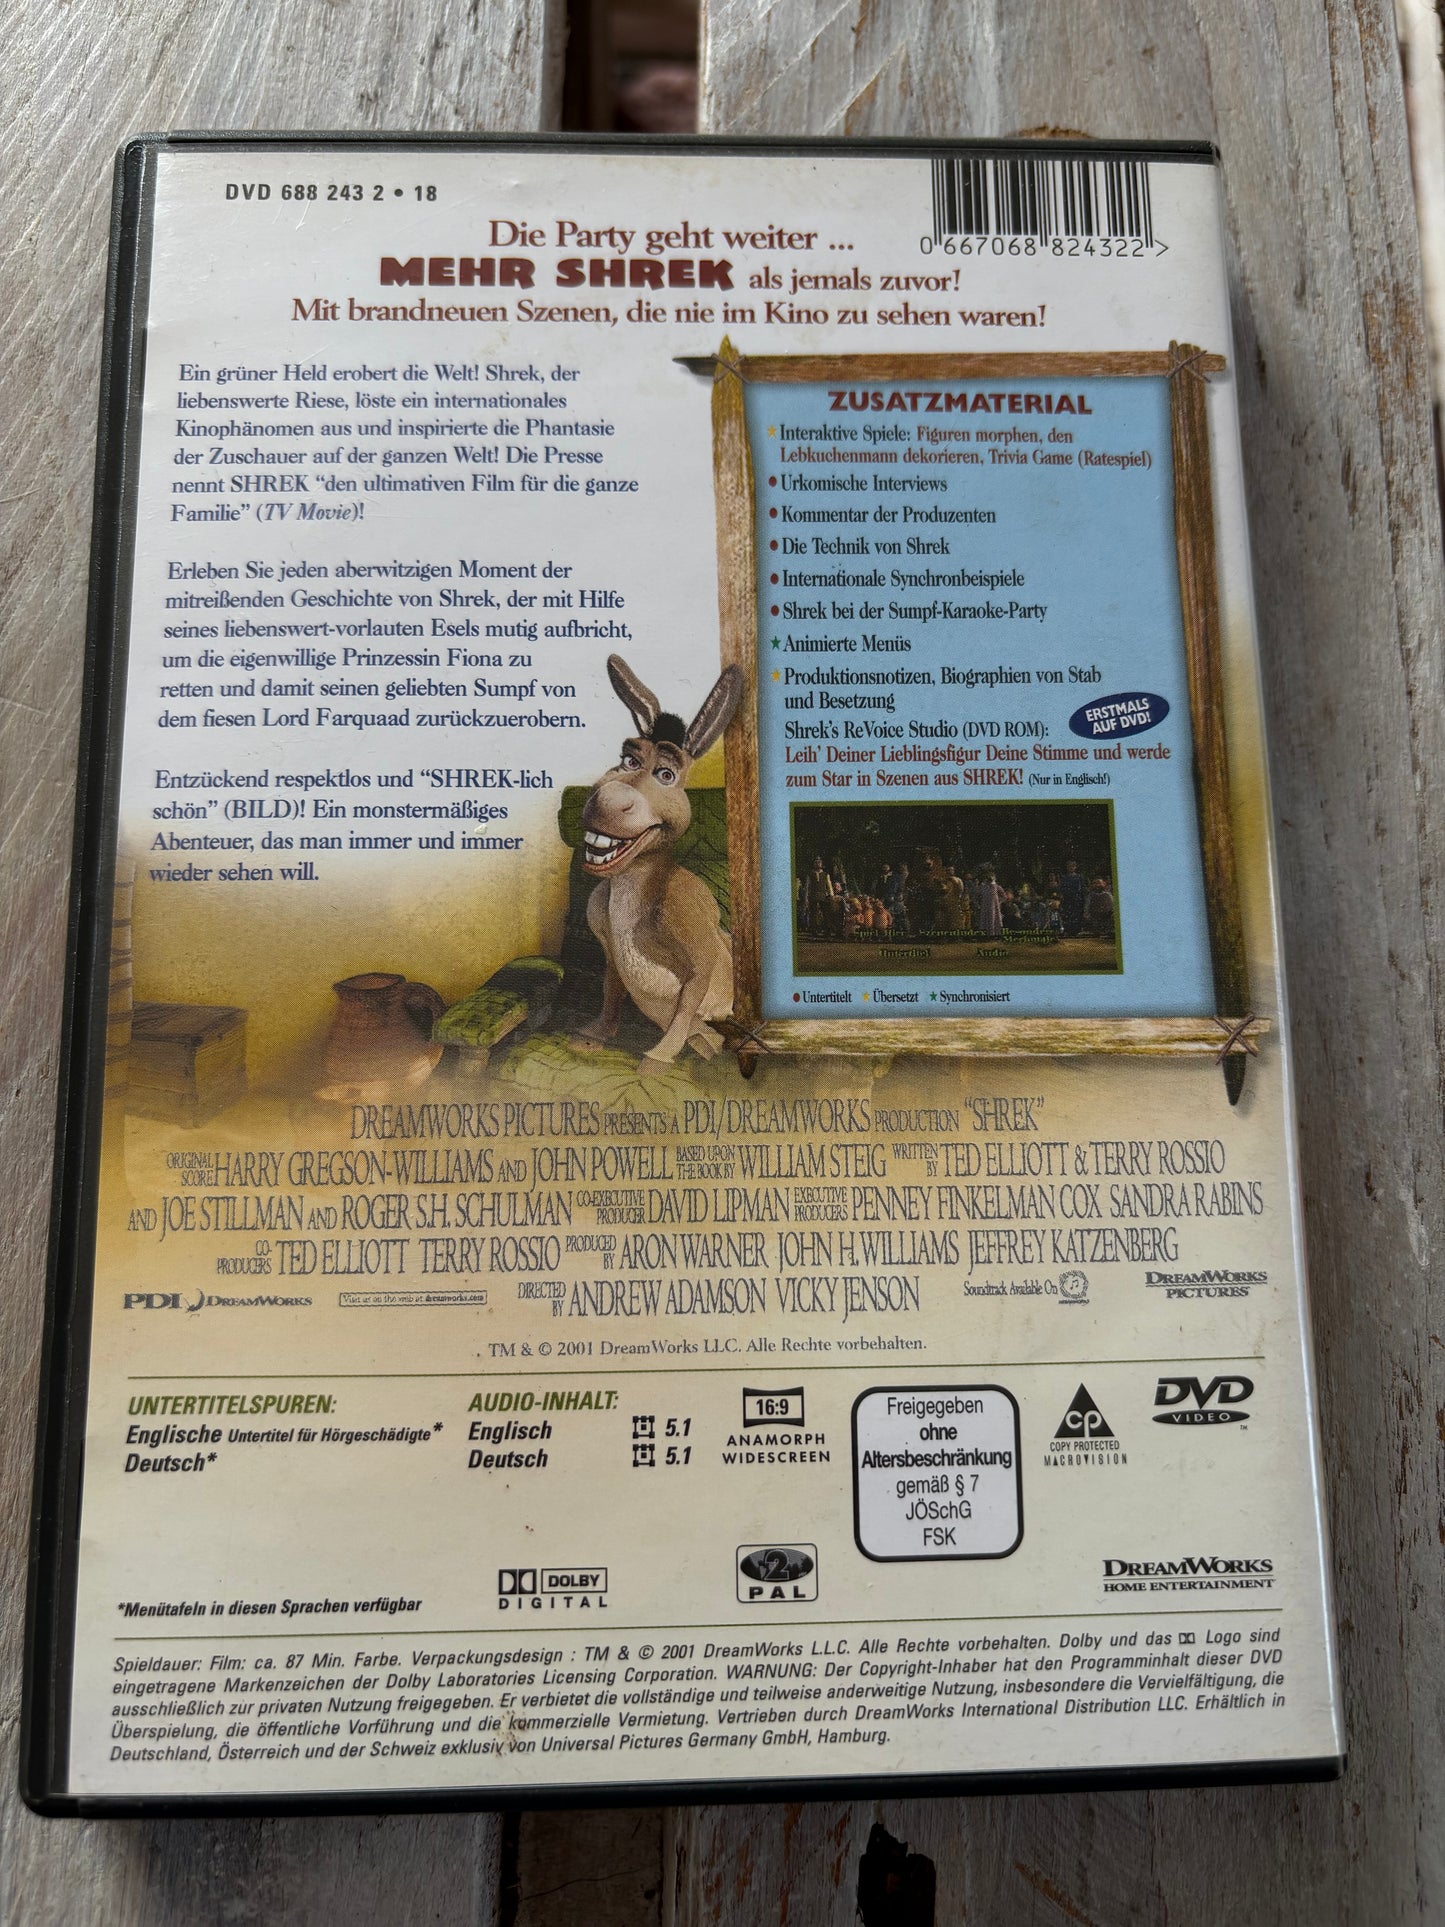 DVD 688 243 2 • 18
0 667068 824322 >
Die Party geht weiter ...
MEHR SHREK als jemals zuvor!
Mit brandneuen Szenen, die nie im Kino zu sehen waren!
Ein grüner Held erobert die Welt! Shrek, der
liebenswerte Riese, löste ein internationales
Kinophänomen aus und inspirierte die Phantasie
der Zuschauer auf der ganzen Welt! Die Presse
nennt SHREK “den ultimativen Film für die ganze
Familie” (TV Movie)!
Erleben Sie jeden aberwitzigen Moment der
mitreißenden Geschichte von Shrek, der mit Hilfe
seines liebenswert-vorlauten Esels mutig aufbricht,
um die eigenwillige Prinzessin Fiona zu
retten und damit seinen geliebten Sumpf von
dem fiesen Lord Farquaad zurückzuerobern.
Entzückend respektlos und “SHREK-lich
schön” (BILD)! Ein monstermäßiges
Abenteuer, das man immer und immer
wieder sehen will.
ZUSATZMATERIAL
★ Interaktive Spiele: Figuren morphen, den
Lebkuchenmann dekorieren, Trivia Game (Ratespiel)
• Urkomische Interviews
• Kommentar der Produzenten
• Die Technik von Shrek
• Internationale Synchronbeispiele
• Shrek bei der Sumpf-Karaoke-Party
★ Animierte Menüs
★ Produktionsnotizen, Biographien von Stab
und Besetzung
Shrek's ReVoice Studio (DVD ROM):
ERSTMALS
AUF DVD!
Leih' Deiner Lieblingsfigur Deine Stimme und werde
zum Star in Szenen aus SHREK! (Nur in Englisch!)
Spiel Hier Szenenindex Besondere
Merkmale
Untertitel Audio
• Untertitelt ★ Übersetzt ★ Synchronisiert
DREAMWORKS PICTURES PRESENTS A PDI/DREAMWORKS PRODUCTION “SHREK”
ORIGINAL SCORE HARRY GREGSON-WILLIAMS AND JOHN POWELL BASED UPON THE BOOK BY WILLIAM STEIG WRITTEN BY TED ELLIOTT & TERRY ROSSIO
AND JOE STILLMAN AND ROGER S.H. SCHULMAN CO-EXECUTIVE PRODUCER DAVID LIPMAN EXECUTIVE PRODUCERS PENNEY FINKELMAN COX SANDRA RABINS
CO-PRODUCERS TED ELLIOTT TERRY ROSSIO PRODUCED BY ARON WARNER JOHN H. WILLIAMS JEFFREY KATZENBERG
PDI DREAMWORKS Visit us on the web at dreamworks.com DIRECTED BY ANDREW ADAMSON VICKY JENSON Soundtrack Available On DREAMWORKS PICTURES
TM & © 2001 DreamWorks LLC. Alle Rechte vorbehalten.
UNTERTITELSPUREN:
Englische Untertitel für Hörgeschädigte*
Deutsch*
AUDIO-INHALT:
Englisch 5.1
Deutsch 5.1
16:9
ANAMORPH
WIDESCREEN
Freigegeben
ohne
Altersbeschränkung
gemäß § 7
JÖSchG
FSK
CP
COPY PROTECTED
MACROVISION
DVD
VIDEO
TM
*Menütafeln in diesen Sprachen verfügbar
DOLBY
DIGITAL
2
PAL
DREAMWORKS
HOME ENTERTAINMENT
Spieldauer: Film: ca. 87 Min. Farbe. Verpackungsdesign : TM & © 2001 DreamWorks L.L.C. Alle Rechte vorbehalten. Dolby und das Logo sind
eingetragene Markenzeichen der Dolby Laboratories Licensing Corporation. WARNUNG: Der Copyright-Inhaber hat den Programminhalt dieser DVD
ausschließlich zur privaten Nutzung freigegeben. Er verbietet die vollständige und teilweise anderweitige Nutzung, insbesondere die Vervielfältigung, die
Überspielung, die öffentliche Vorführung und die kommerzielle Vermietung. Vertrieben durch DreamWorks International Distribution LLC. Erhältlich in
Deutschland, Österreich und der Schweiz exklusiv von Universal Pictures Germany GmbH, Hamburg.